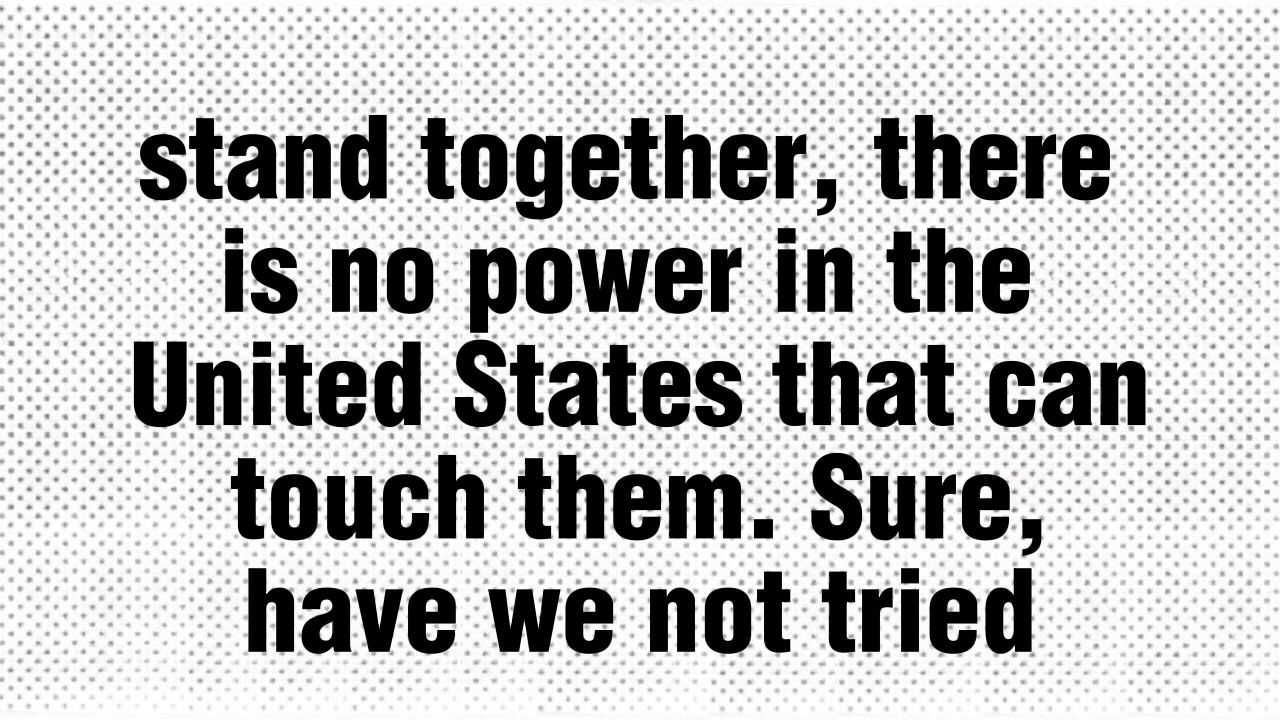 stand together, there
is no power in the
United States that can
touch them. Sure,
have we not tried